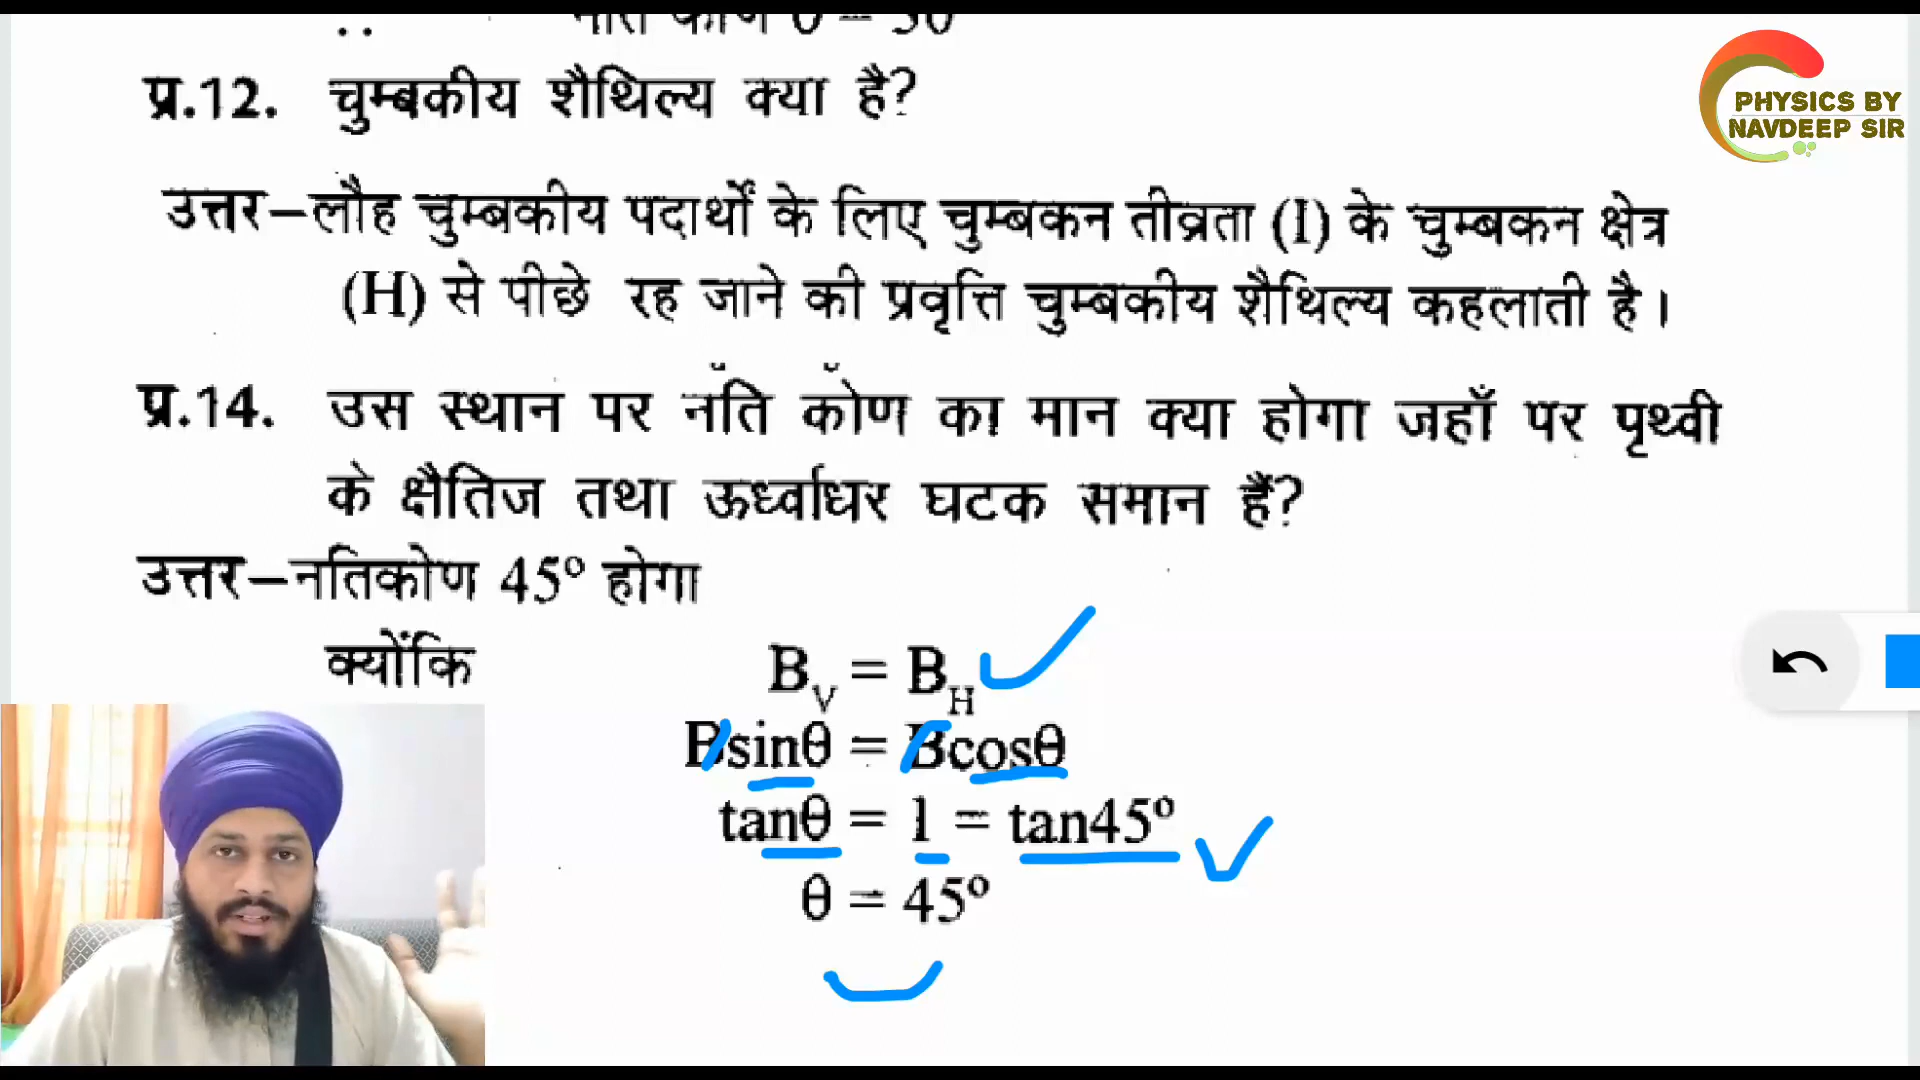 PHYSICS BY
NAVDEEP SIR
प्र.12. चुम्बकीय शैथिल्य क्या है?
उत्तर–लौह चुम्बकीय पदार्थों के लिए चुम्बकन तीव्रता (I) के चुम्बकन क्षेत्र
(H) से पीछे रह जाने की प्रवृत्ति चुम्बकीय शैथिल्य कहलाती है।
प्र.14. उस स्थान पर नति कोण का मान क्या होगा जहाँ पर पृथ्वी
के क्षैतिज तथा ऊर्ध्वाधर घटक समान हैं?
उत्तर–नतिकोण 45° होगा
क्योंकि B_V = B_H
Bsinθ = Bcosθ
tanθ = 1 = tan45°
θ = 45°